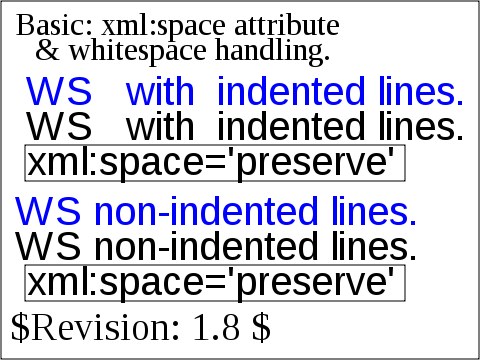 Basic: xml:space attribute
& whitespace handling.
WS   with  indented lines.
WS   with  indented lines.
xml:space='preserve'
WS non-indented lines.
WS non-indented lines.
xml:space='preserve'
$Revision: 1.8 $